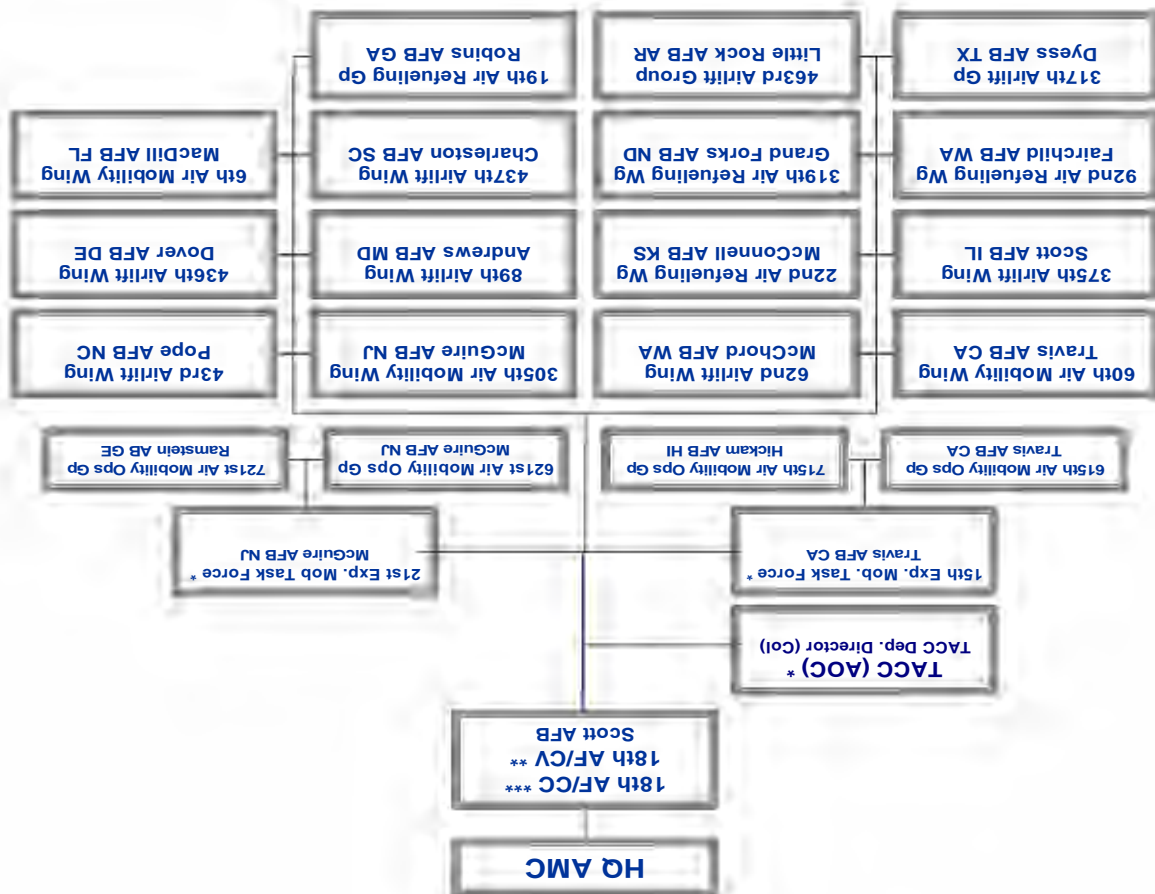 HQ AMC
18th AF/CC ***
18th AF/CV **
Scott AFB
TACC (AOC) *
TACC Dep. Director (Col)
15th Exp. Mob. Task Force *
Travis AFB CA
21st Exp. Mob Task Force *
McGuire AFB NJ
615th Air Mobility Ops Gp
Travis AFB CA
715th Air Mobility Ops Gp
Hickam AFB HI
621st Air Mobility Ops Gp
McGuire AFB NJ
721st Air Mobility Ops Gp
Ramstein AB GE
60th Air Mobility Wing
Travis AFB CA
62nd Airlift Wing
McChord AFB WA
305th Air Mobility Wing
McGuire AFB NJ
43rd Airlift Wing
Pope AFB NC
375th Airlift Wing
Scott AFB IL
22nd Air Refueling Wg
McConnell AFB KS
89th Airlift Wing
Andrews AFB MD
436th Airlift Wing
Dover AFB DE
92nd Air Refueling Wg
Fairchild AFB WA
319th Air Refueling Wg
Grand Forks AFB ND
437th Airlift Wing
Charleston AFB SC
6th Air Mobility Wing
MacDill AFB FL
317th Airlift Gp
Dyess AFB TX
463rd Airlift Group
Little Rock AFB AR
19th Air Refueling Gp
Robins AFB GA